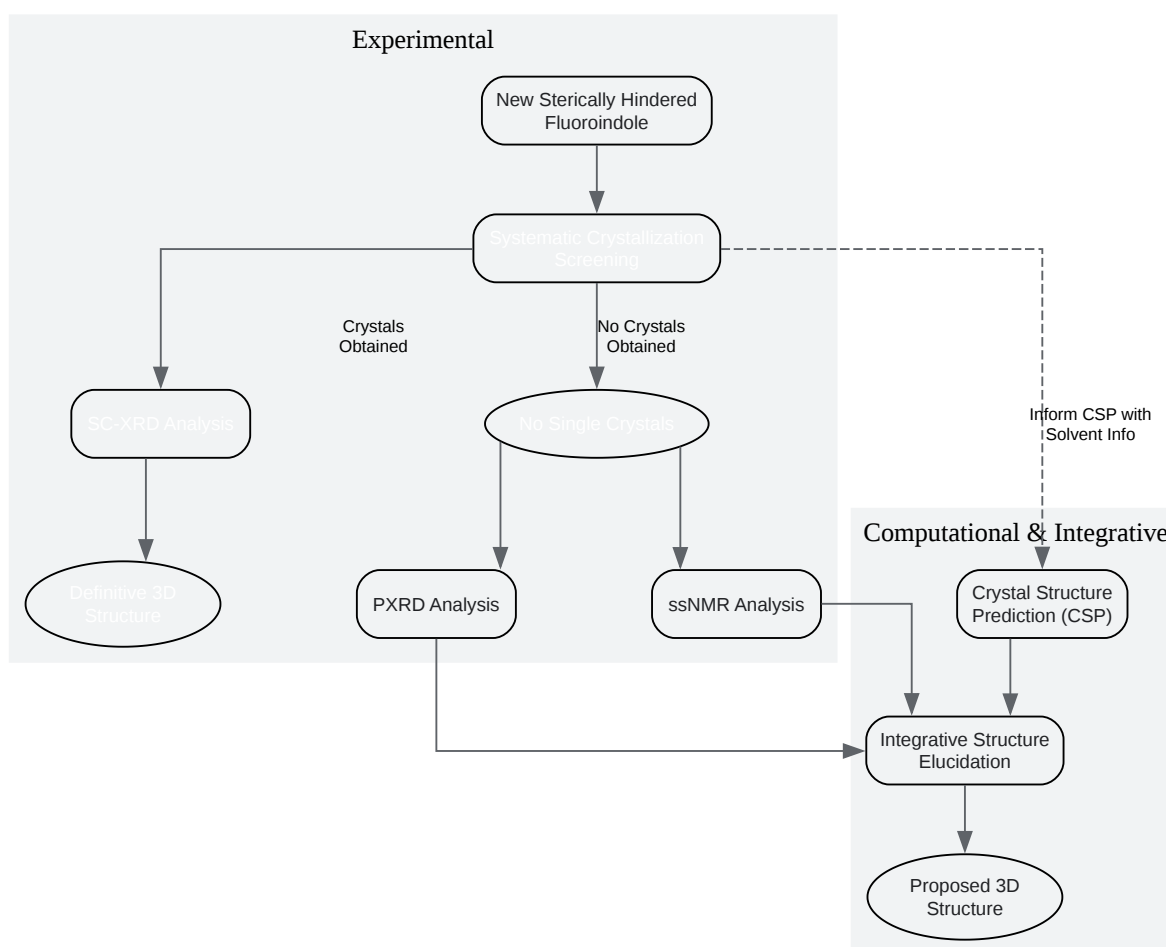 Experimental
New Sterically Hindered
Fluoroindole
Systematic Crystallization
Screening
Crystals
Obtained
No Crystals
Obtained
SC-XRD Analysis
No Single Crystals
Inform CSP with
Solvent Info
Computational & Integrative
Definitive 3D
Structure
PXRD Analysis
ssNMR Analysis
Crystal Structure
Prediction (CSP)
Integrative Structure
Elucidation
Proposed 3D
Structure